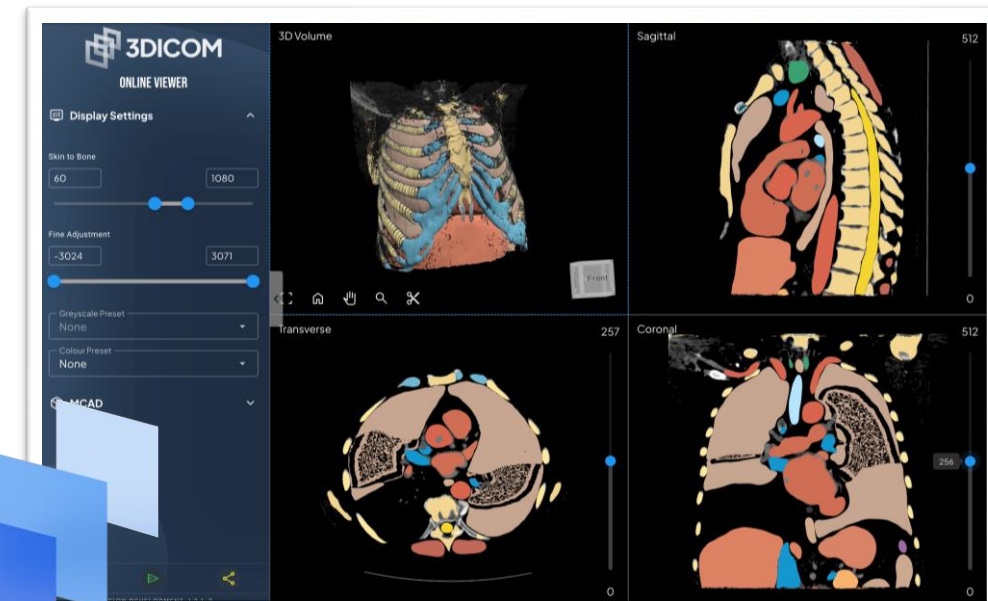 3DICOM
ONLINE VIEWER
Display Settings
Skin to Bone
60
1080
Fine Adjustment
-3024
3071
Greyscale Preset
None
Colour Preset
None
MCAD
3D Volume
Front
Sagittal
512
0
Transverse
257
0
Coronal
512
256
0